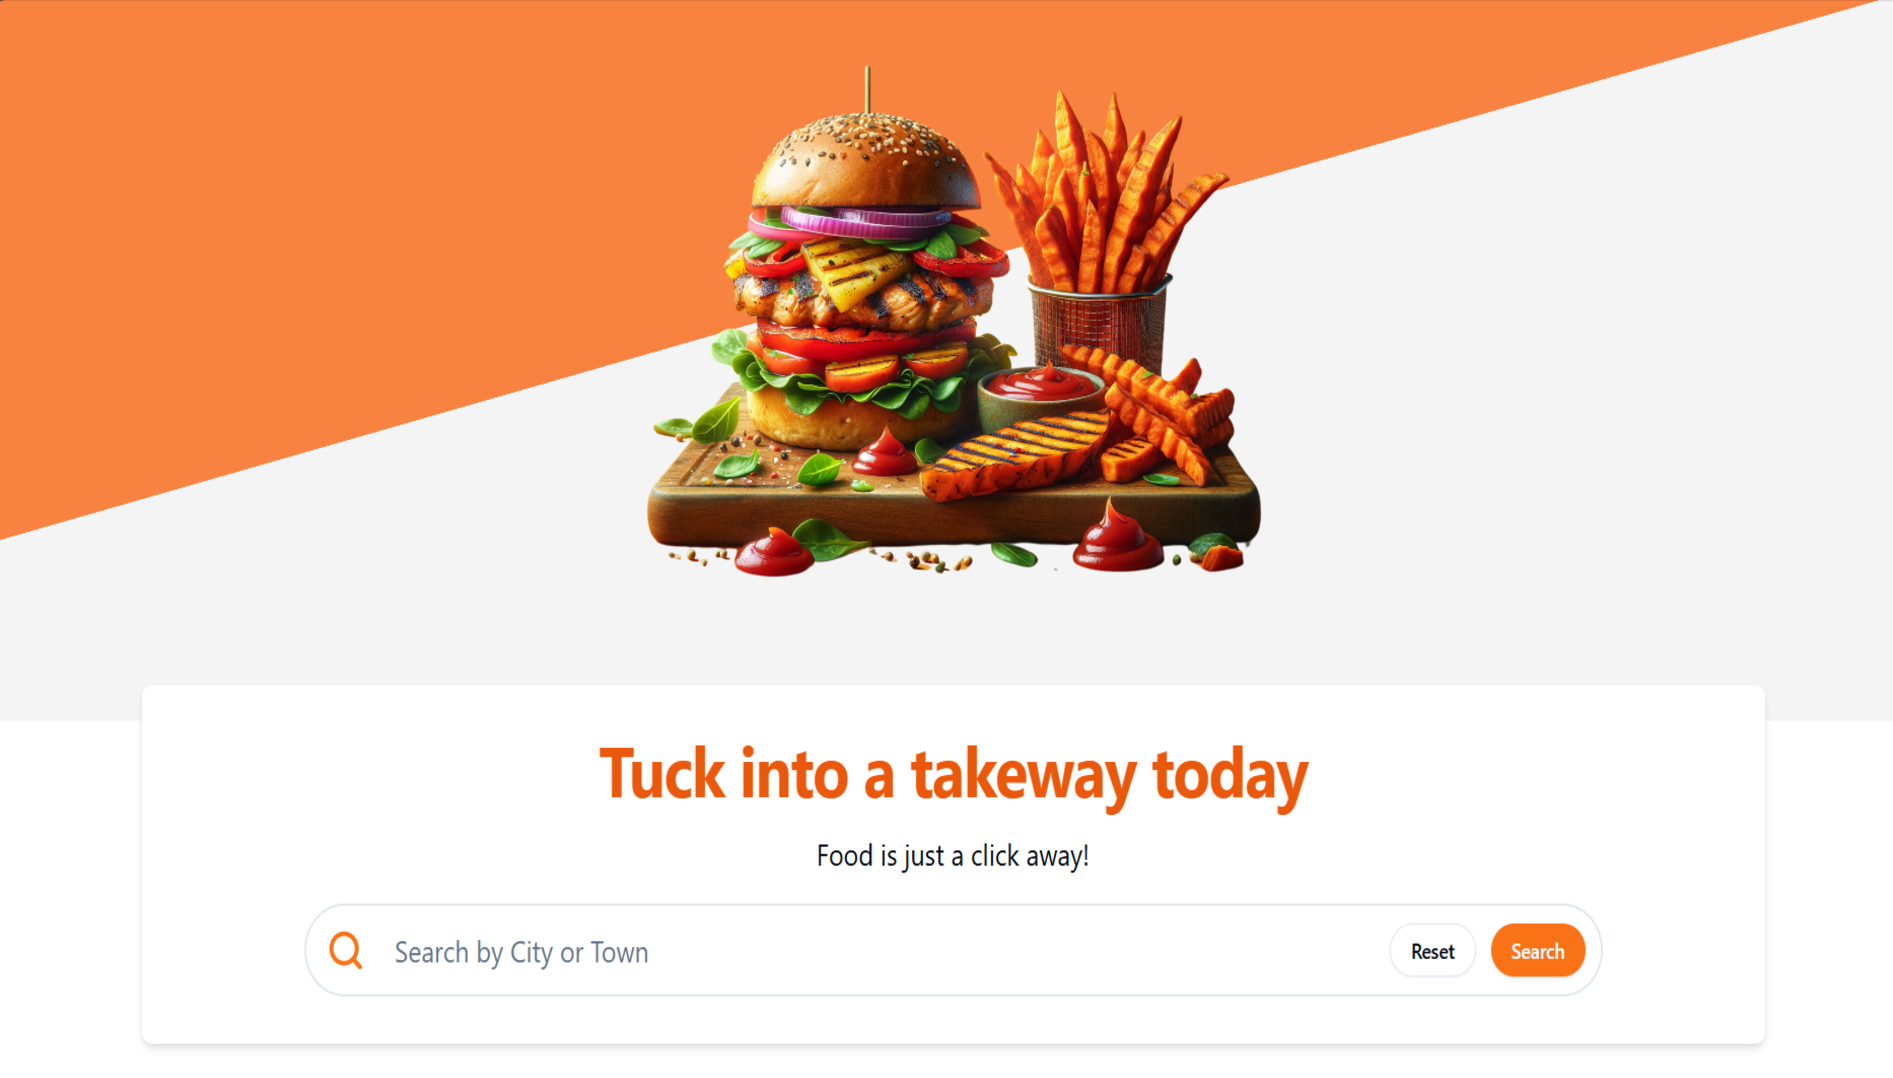 Tuck into a takeway today
Food is just a click away!
Search by City or Town
Reset
Search